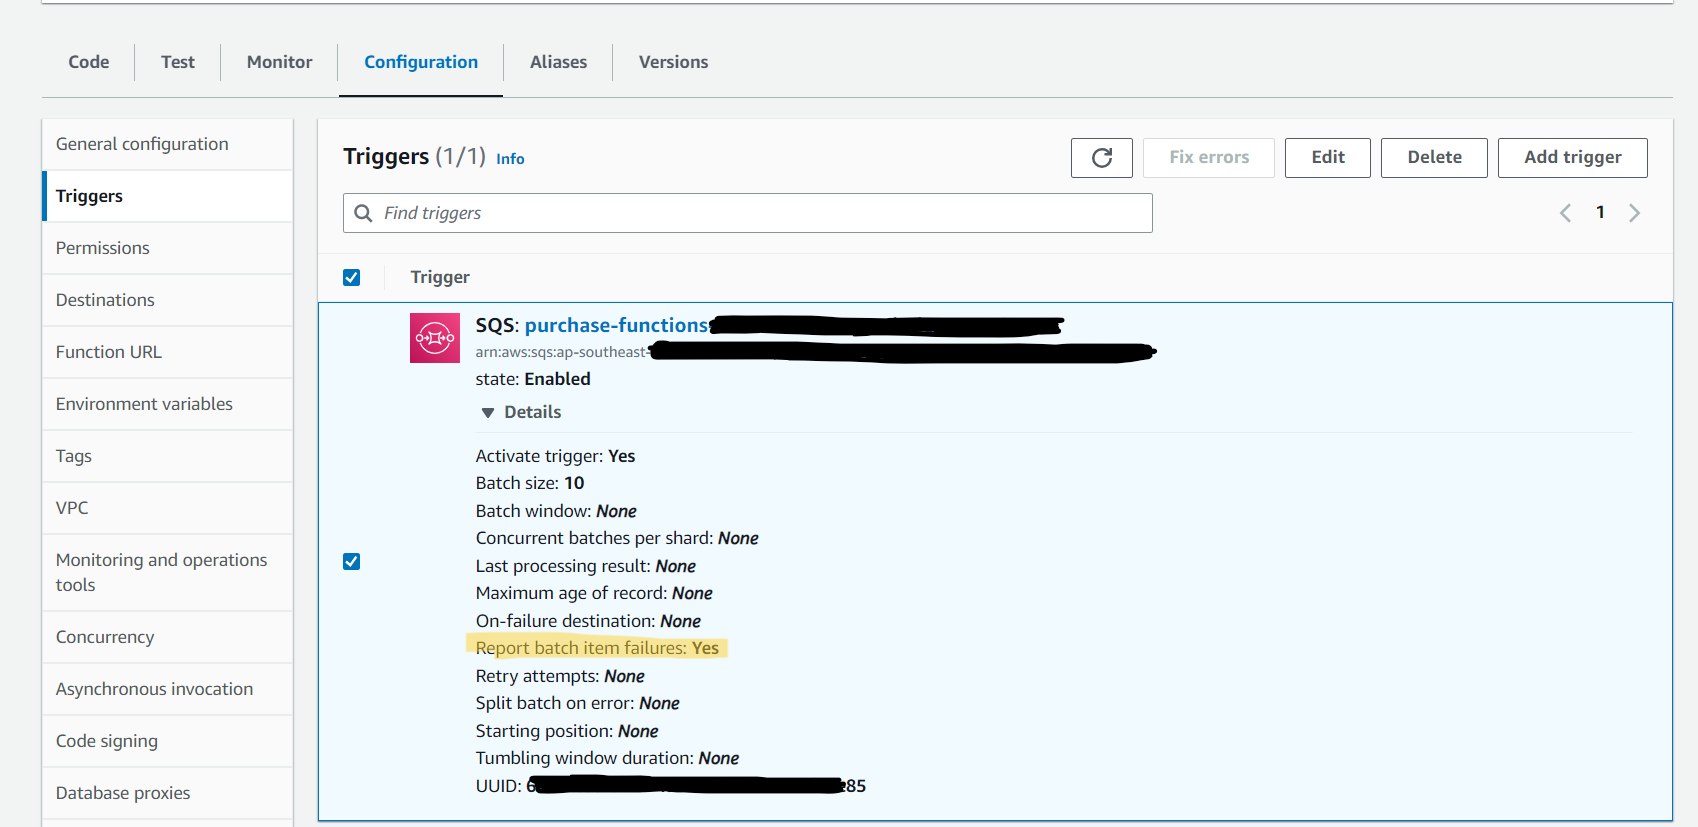 Code Test Monitor Configuration Aliases Versions
General configuration
Triggers
Permissions
Destinations
Function URL
Environment variables
Tags
VPC
Monitoring and operations
tools
Concurrency
Asynchronous invocation
Code signing
Database proxies
Triggers (1/1) Info
Fix errors Edit Delete Add trigger
Find triggers
1
Trigger
SQS: purchase-functions
arn:aws:sqs:ap-southeast-
state: Enabled
Details
Activate trigger: Yes
Batch size: 10
Batch window: None
Concurrent batches per shard: None
Last processing result: None
Maximum age of record: None
On-failure destination: None
Report batch item failures: Yes
Retry attempts: None
Split batch on error: None
Starting position: None
Tumbling window duration: None
UUID: 6 85